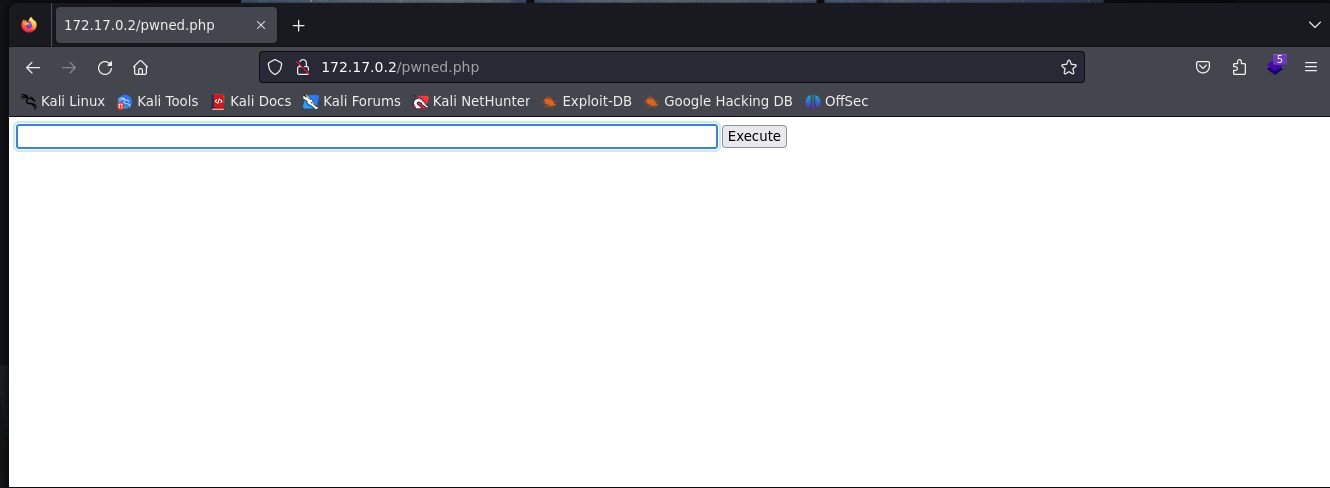 172.17.0.2/pwned.php
172.17.0.2/pwned.php
5
Kali Linux Kali Tools Kali Docs Kali Forums Kali NetHunter Exploit-DB Google Hacking DB OffSec
Execute